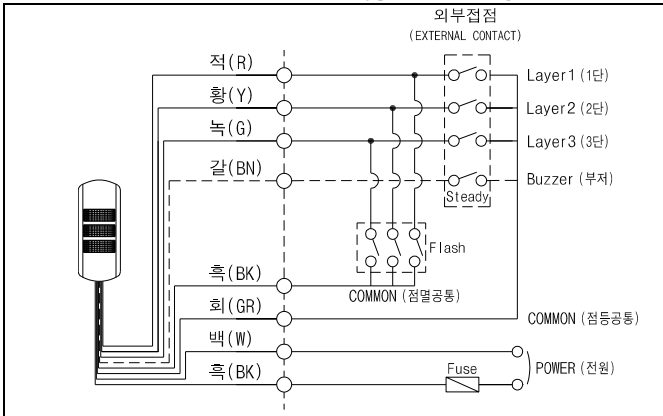 외부접점
(EXTERNAL CONTACT)
적(R)
Layer1 (1단)
황(Y)
Layer2 (2단)
녹(G)
Layer3 (3단)
갈(BN)
Buzzer (부저)
Steady
Flash
흑(BK)
COMMON (점멸공통)
회(GR)
COMMON (점등공통)
백(W)
POWER (전원)
Fuse
흑(BK)